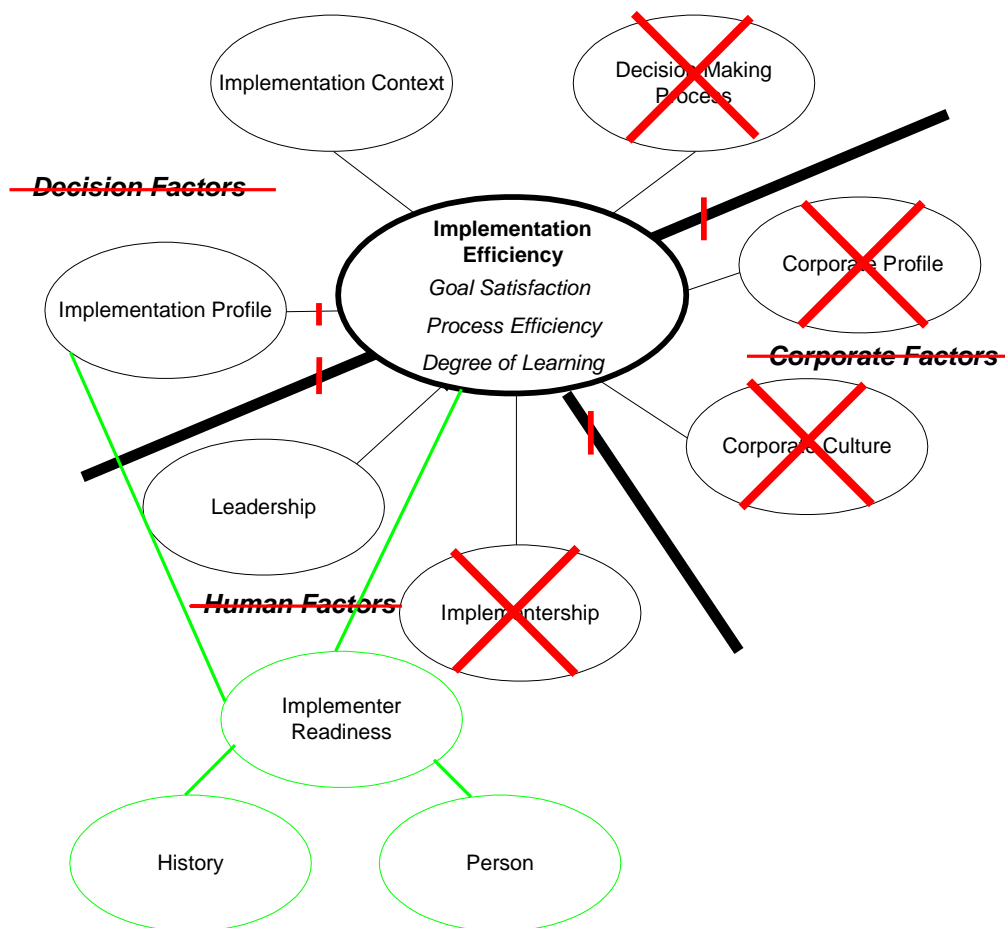 Implementation Context
Decision Making
Process
Decision Factors
Implementation
Efficiency
Goal Satisfaction
Process Efficiency
Degree of Learning
Corporate Profile
Implementation Profile
Corporate Factors
Corporate Culture
Leadership
Human Factors
Implementership
Implementer
Readiness
History
Person